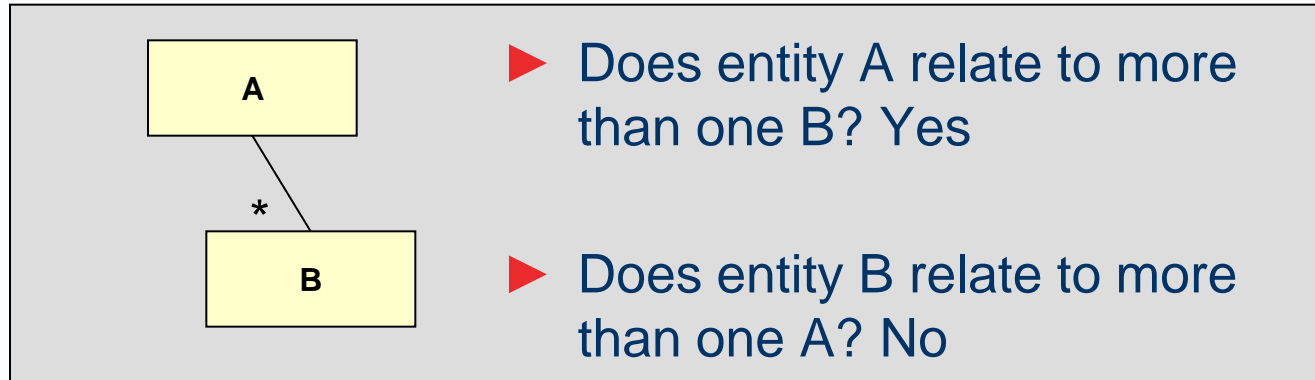 A
*
B
Does entity A relate to more
than one B? Yes
Does entity B relate to more
than one A? No